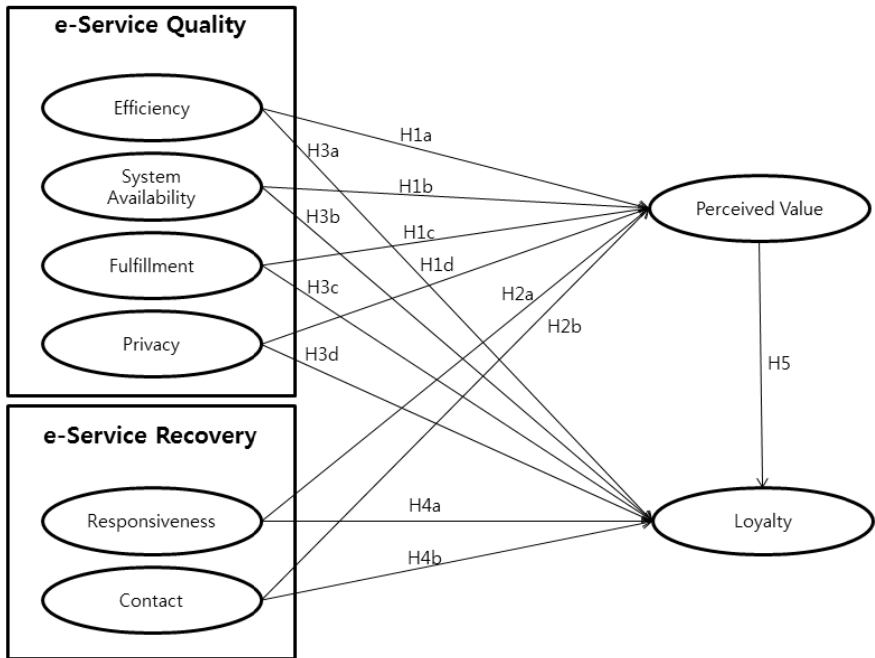 e-Service Quality
Efficiency
System
Availability
Fulfillment
Privacy
e-Service Recovery
Responsiveness
Contact
H1a
H3a
H1b
H3b
H1c
H1d
H3c
H2a
H2b
H3d
H4a
H4b
Perceived Value
H5
Loyalty